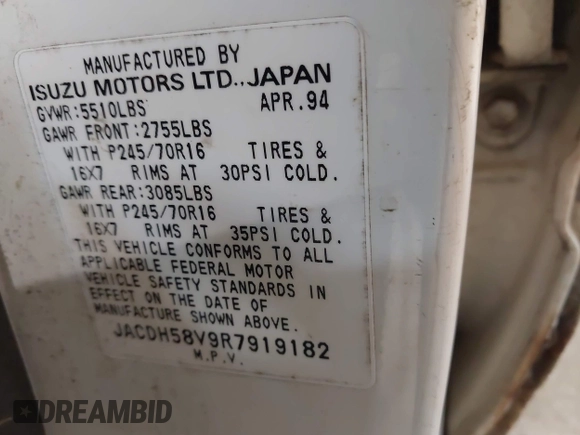 MANUFACTURED BY
ISUZU MOTORS LTD., JAPAN
GVWR:5510LBS APR.94
GAWR FRONT:2755LBS
WITH P245/70R16 TIRES &
16X7 RIMS AT 30PSI COLD.
GAWR REAR:3085LBS
WITH P245/70R16 TIRES &
16X7 RIMS AT 35PSI COLD.
THIS VEHICLE CONFORMS TO ALL
APPLICABLE FEDERAL MOTOR
VEHICLE SAFETY STANDARDS IN
EFFECT ON THE DATE OF
MANUFACTURE SHOWN ABOVE.
JACDH58V9R7919182
M.P.V.
DREAMBID